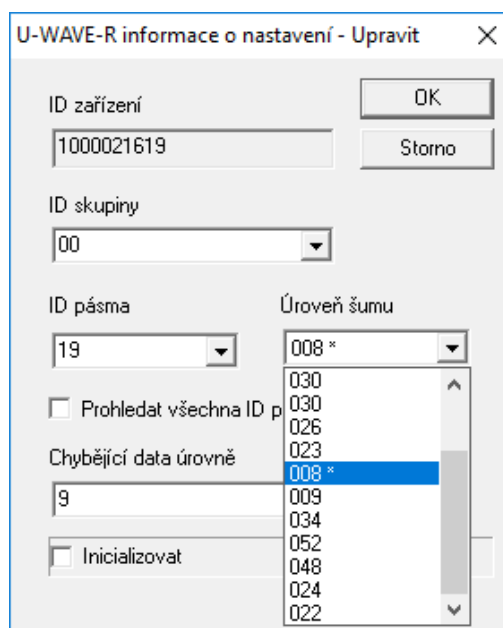 U-WAVE-R informace o nastavení - Upravit
ID zařízení
OK
1000021619
Storno
ID skupiny
00
ID pásma
Úroveň šumu
19
008 *
030
030
Prohledat všechna ID p
026
023
Chybějící data úrovně
008 *
9
009
034
052
Inicializovat
048
024
022